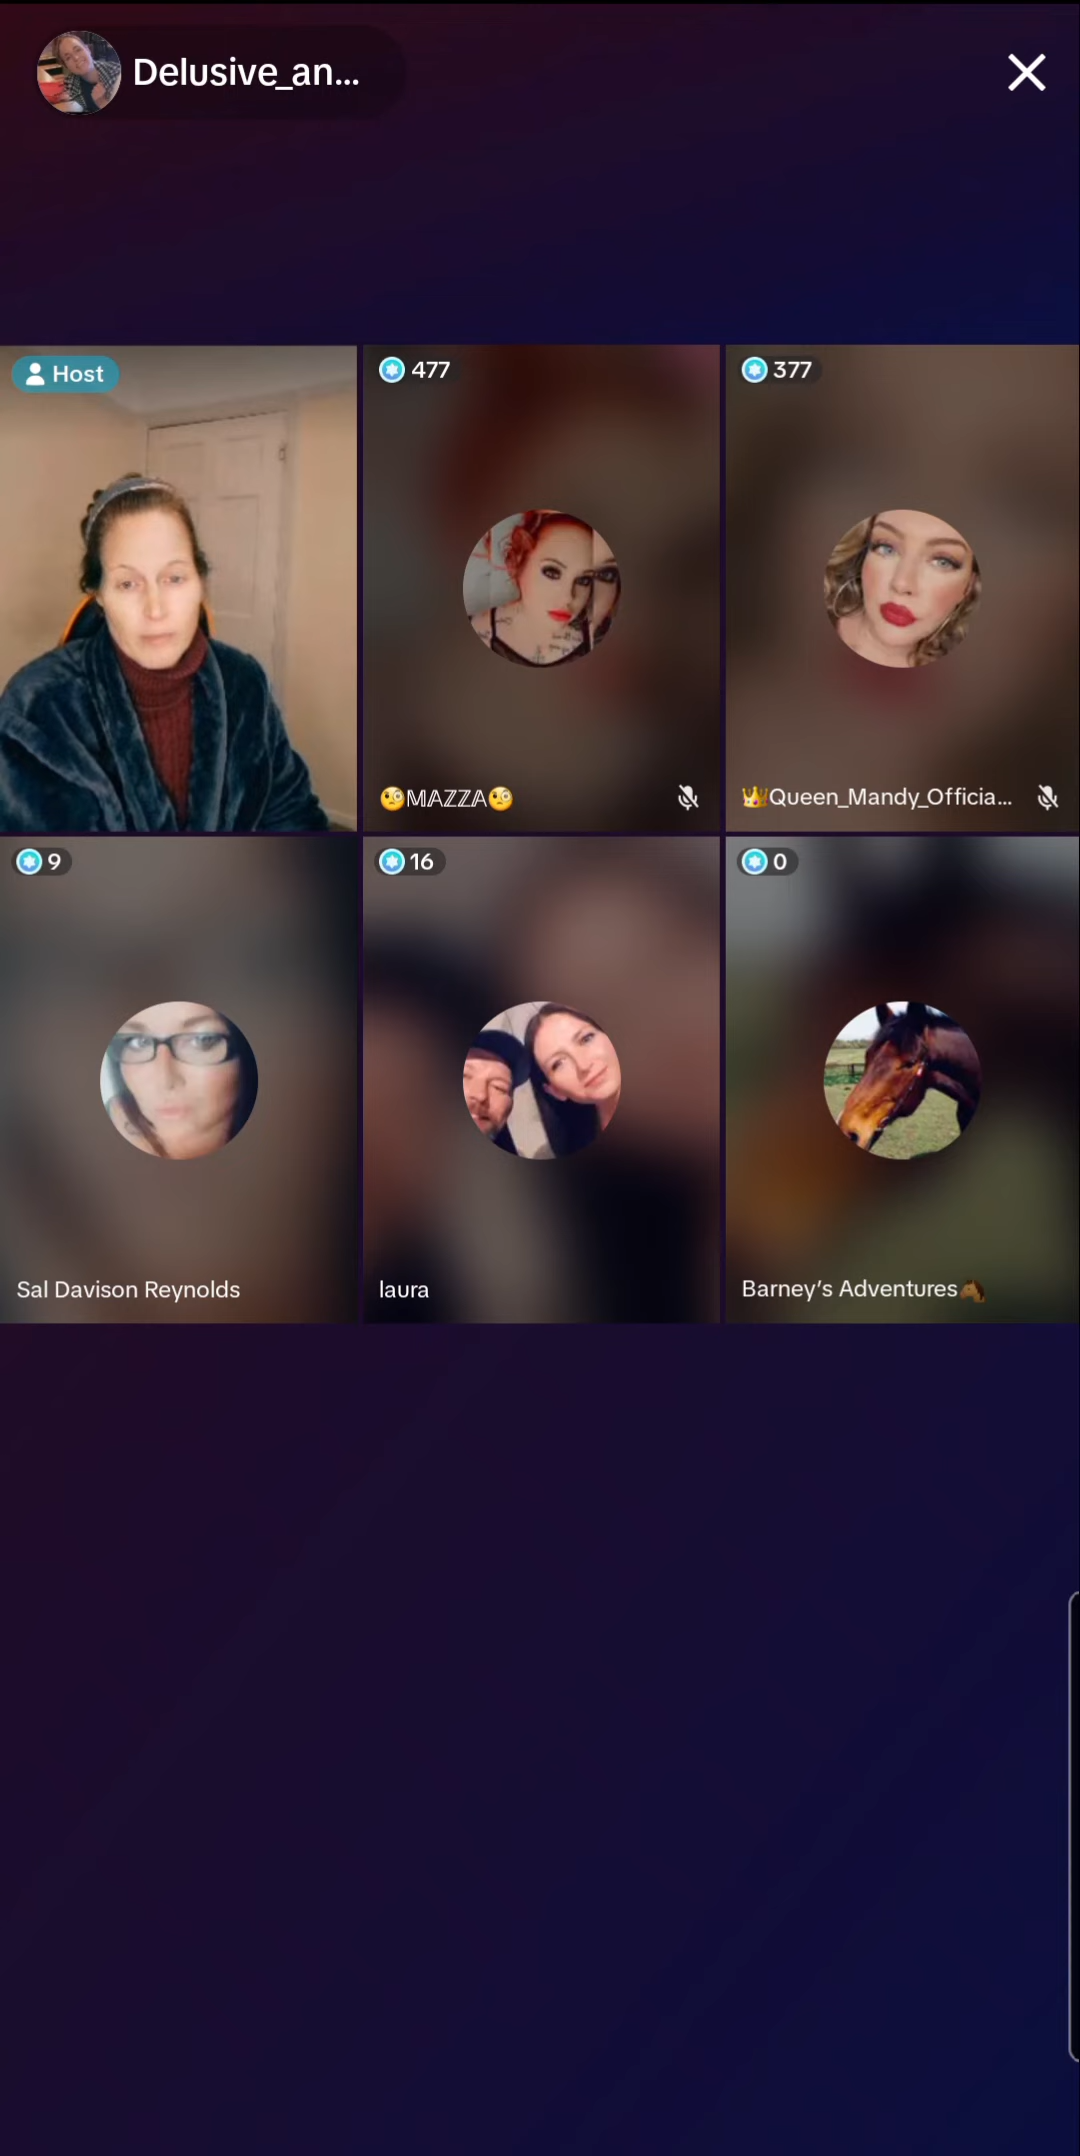 Delusive_an...
Host
477
377
🧐MAZZA🧐
👑Queen_Mandy_Officia...
9
16
0
Sal Davison Reynolds
laura
Barney’s Adventures🐴